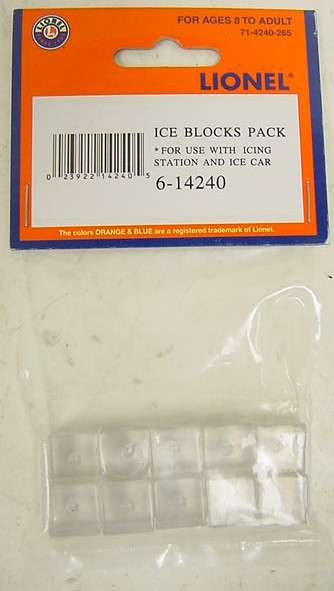 FOR AGES 8 TO ADULT
71-4240-265
L
LIONEL
ICE BLOCKS PACK
* FOR USE WITH ICING
STATION AND ICE CAR
6-14240
0 23922 14240 5
The colors ORANGE & BLUE are a registered trademark of Lionel.